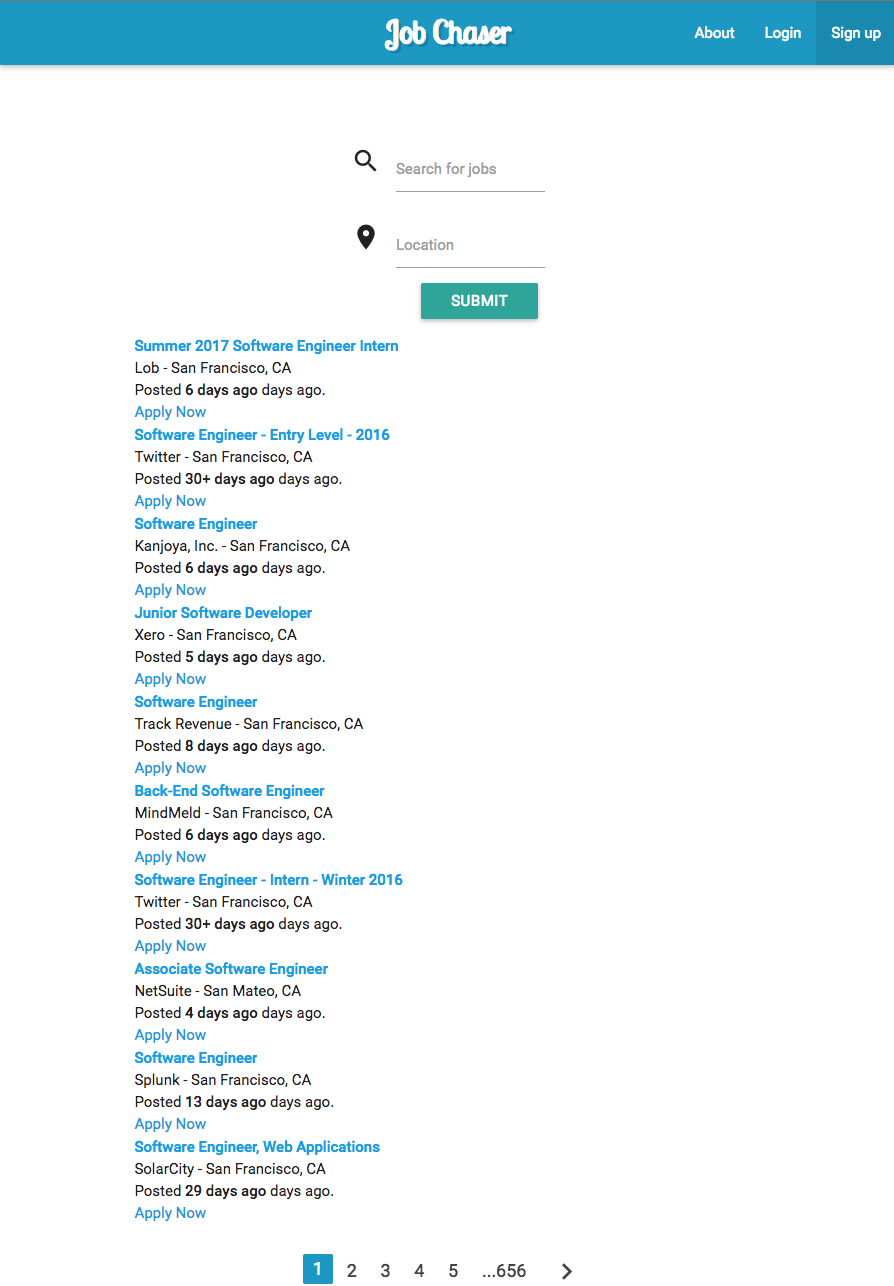 Job Chaser
About Login Sign up
Search for jobs
Location
SUBMIT
Summer 2017 Software Engineer Intern
Lob - San Francisco, CA
Posted 6 days ago days ago.
Apply Now
Software Engineer - Entry Level - 2016
Twitter - San Francisco, CA
Posted 30+ days ago days ago.
Apply Now
Software Engineer
Kanjoya, Inc. - San Francisco, CA
Posted 6 days ago days ago.
Apply Now
Junior Software Developer
Xero - San Francisco, CA
Posted 5 days ago days ago.
Apply Now
Software Engineer
Track Revenue - San Francisco, CA
Posted 8 days ago days ago.
Apply Now
Back-End Software Engineer
MindMeld - San Francisco, CA
Posted 6 days ago days ago.
Apply Now
Software Engineer - Intern - Winter 2016
Twitter - San Francisco, CA
Posted 30+ days ago days ago.
Apply Now
Associate Software Engineer
NetSuite - San Mateo, CA
Posted 4 days ago days ago.
Apply Now
Software Engineer
Splunk - San Francisco, CA
Posted 13 days ago days ago.
Apply Now
Software Engineer, Web Applications
SolarCity - San Francisco, CA
Posted 29 days ago days ago.
Apply Now
1 2 3 4 5 ...656